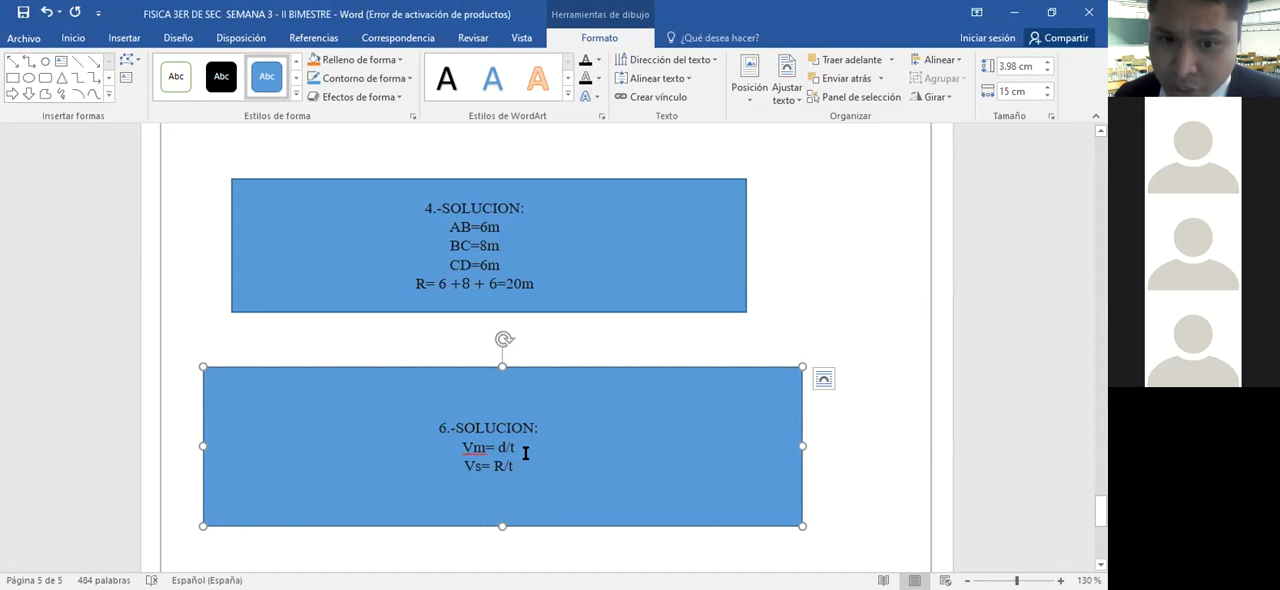 FISICA 3ER DE SEC SEMANA 3 - II BIMESTRE - Word (Error de activación de productos)
Herramientas de dibujo
Archivo
Inicio
Insertar
Diseño
Disposición
Referencias
Correspondencia
Revisar
Vista
Formato
¿Qué desea hacer?
Iniciar sesión
Compartir
Abc
Abc
Abc
Relleno de forma
Contorno de forma
Efectos de forma
A
A
A
A
A
A
Dirección del texto
Alinear texto
Crear vínculo
Posición
Ajustar texto
Traer adelante
Enviar atrás
Panel de selección
Alinear
Agrupar
Girar
3.98 cm
15 cm
Insertar formas
Estilos de forma
Estilos de WordArt
Texto
Organizar
Tamaño
4.-SOLUCION:
AB=6m
BC=8m
CD=6m
R= 6 +8 + 6=20m
6.-SOLUCION:
Vm= d/t
Vs= R/t
Página 5 de 5
484 palabras
Español (España)
130 %